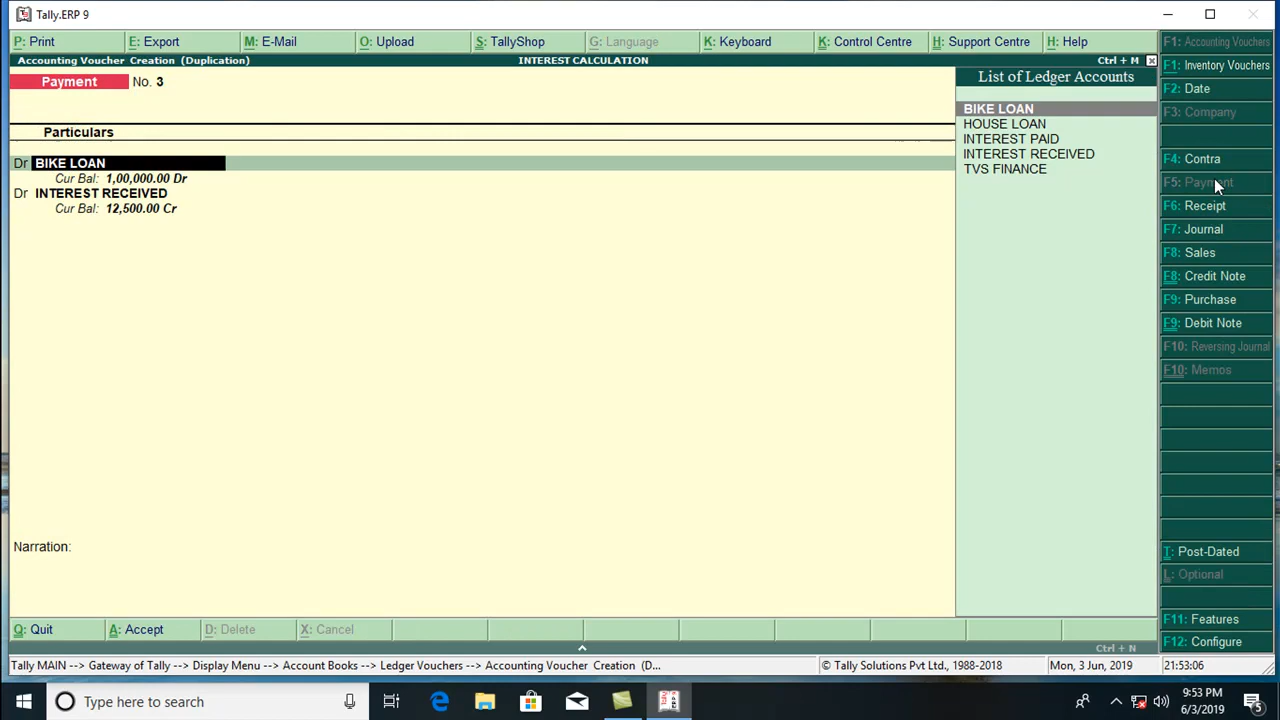 Tally.ERP 9
P: Print E: Export M: E-Mail O: Upload S: TallyShop G: Language K: Keyboard K: Control Centre H: Support Centre H: Help
Accounting Voucher Creation (Duplication) INTEREST CALCULATION Ctrl + M
Payment No. 3
Particulars
Dr BIKE LOAN
Cur Bal: 1,00,000.00 Dr
Dr INTEREST RECEIVED
Cur Bal: 12,500.00 Cr
Narration:
List of Ledger Accounts
BIKE LOAN
HOUSE LOAN
INTEREST PAID
INTEREST RECEIVED
TVS FINANCE
F1: Accounting Vouchers
F1: Inventory Vouchers
F2: Date
F3: Company
F4: Contra
F5: Payment
F6: Receipt
F7: Journal
F8: Sales
F8: Credit Note
F9: Purchase
F9: Debit Note
F10: Reversing Journal
F10: Memos
T: Post-Dated
L: Optional
F11: Features
F12: Configure
Q: Quit A: Accept D: Delete X: Cancel
Ctrl + N
Tally MAIN --> Gateway of Tally --> Display Menu --> Account Books --> Ledger Vouchers --> Accounting Voucher Creation (D... © Tally Solutions Pvt Ltd., 1988-2018 Mon, 3 Jun, 2019 21:53:06
Type here to search
9:53 PM
6/3/2019
5